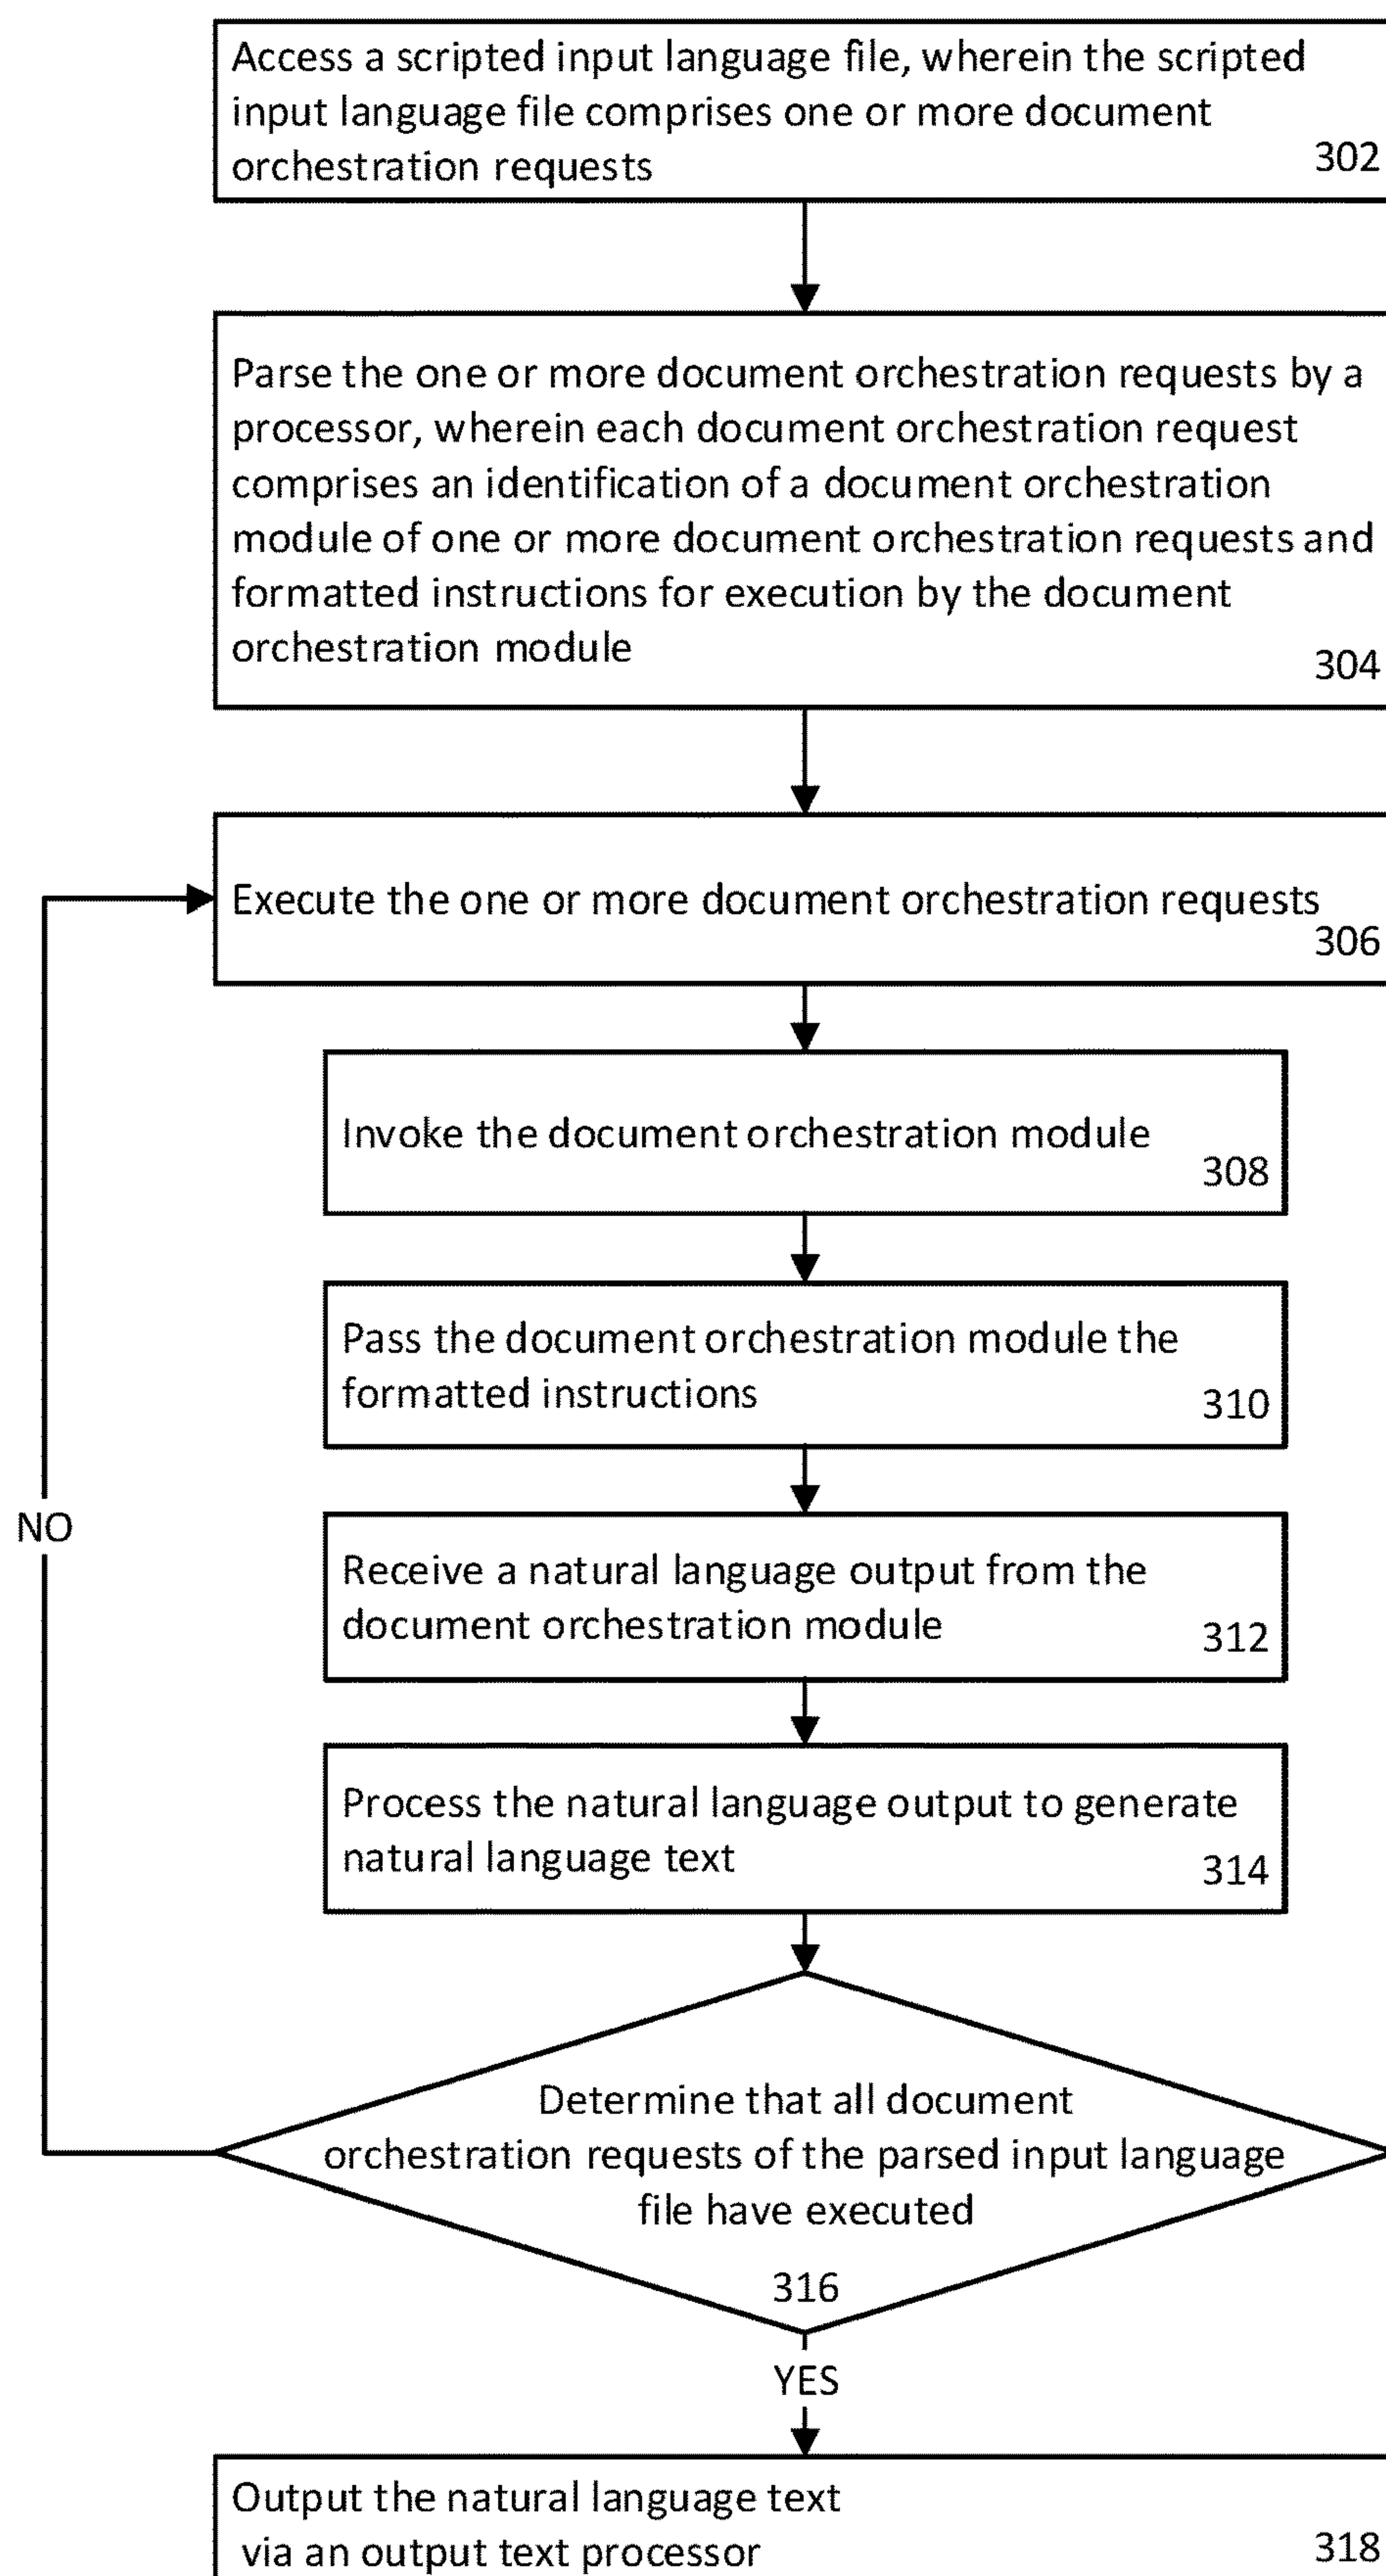 Access a scripted input language file, wherein the scripted
input language file comprises one or more document
orchestration requests
302
Parse the one or more document orchestration requests by a
processor, wherein each document orchestration request
comprises an identification of a document orchestration
module of one or more document orchestration requests and
formatted instructions for execution by the document
orchestration module
304
Execute the one or more document orchestration requests
306
Invoke the document orchestration module
308
Pass the document orchestration module the
formatted instructions
310
Receive a natural language output from the
document orchestration module
312
Process the natural language output to generate
natural language text
314
NO
Determine that all document
orchestration requests of the parsed input language
file have executed
316
YES
Output the natural language text
via an output text processor
318